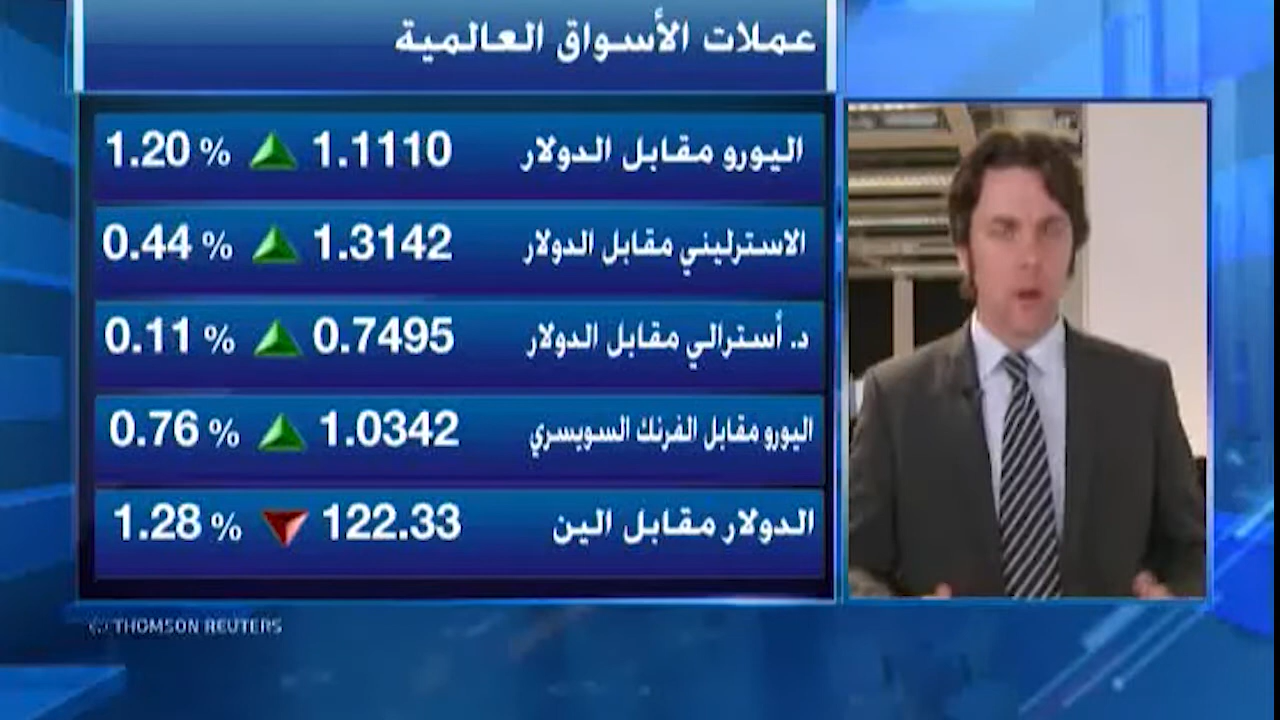 عملات الأسواق العالمية
اليورو مقابل الدولار 1.1110 1.20 %
الاسترليني مقابل الدولار 1.3142 0.44 %
د. أسترالي مقابل الدولار 0.7495 0.11 %
اليورو مقابل الفرنك السويسري 1.0342 0.76 %
الدولار مقابل الين 122.33 1.28 %
THOMSON REUTERS